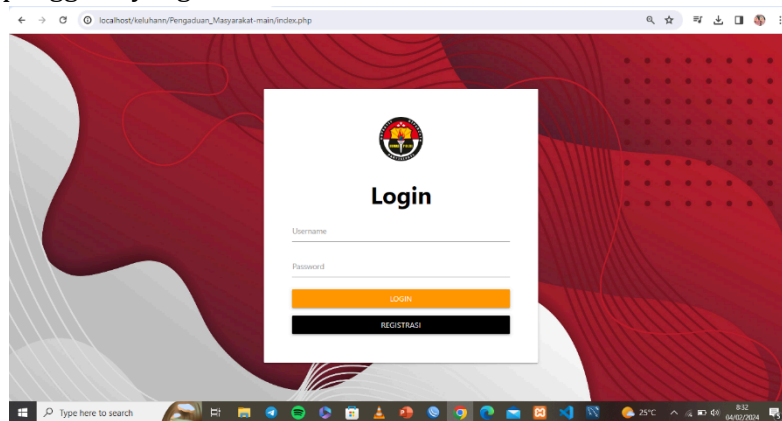 localhost/keluhann/Pengaduan_Masyarakat-main/index.php
Login
Username
Password
LOGIN
REGISTRASI
Type here to search
25°C
8:32
04/02/2024